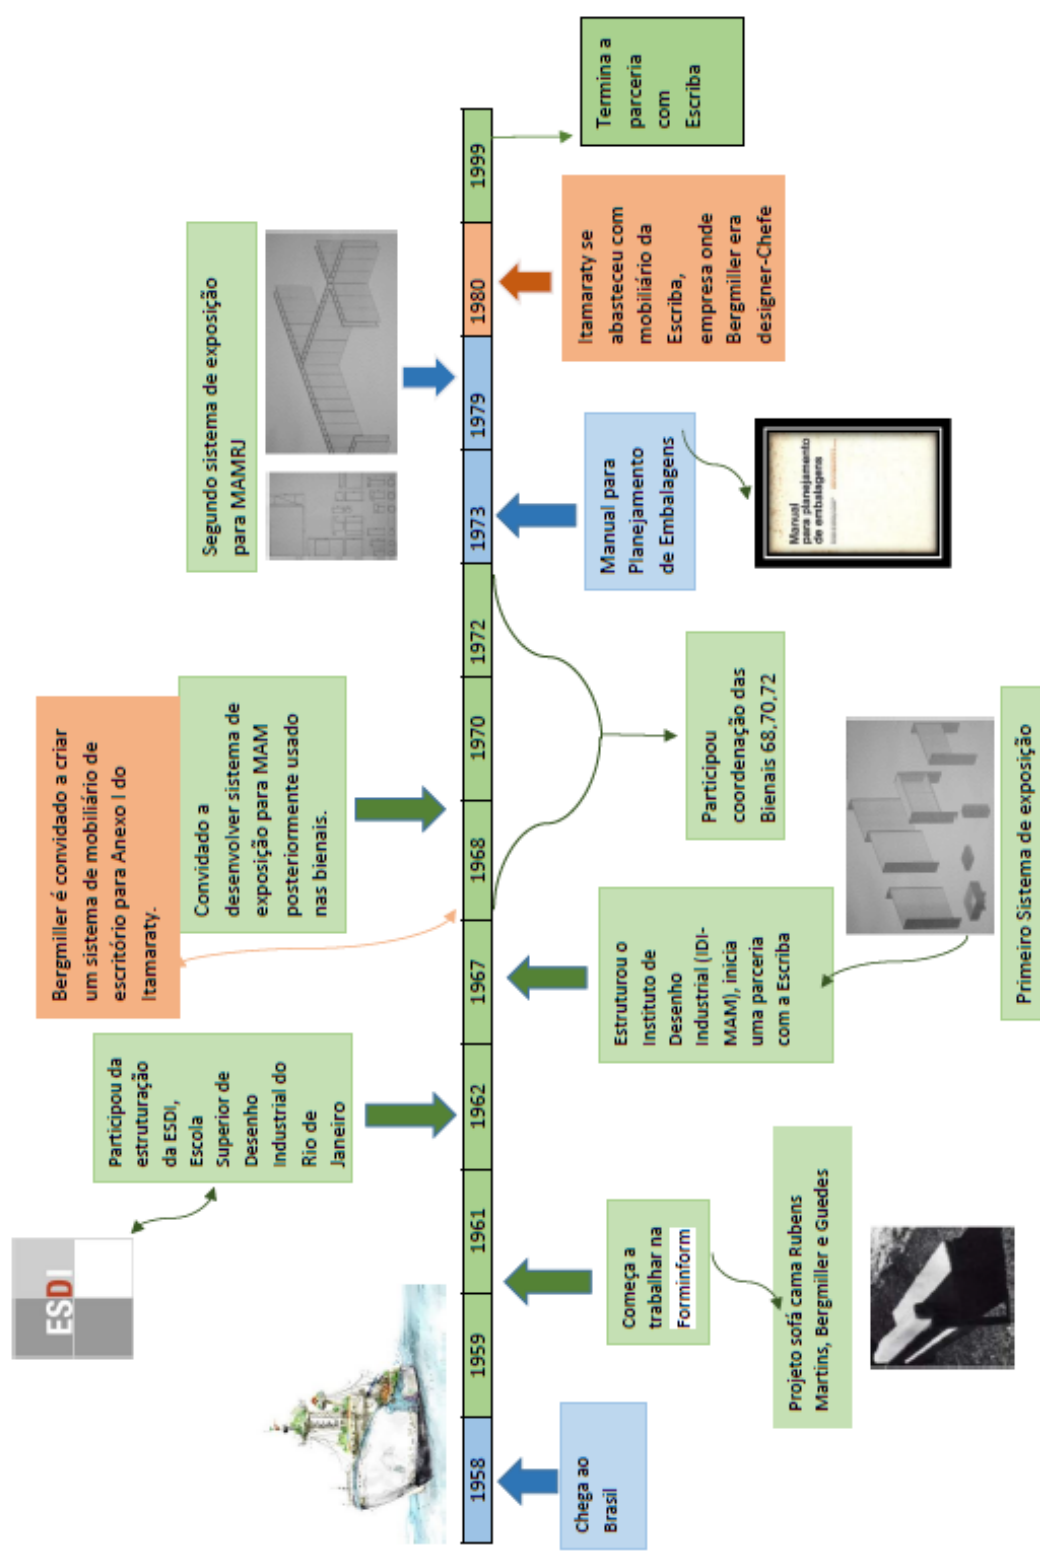 ESDI
Participou da
estruturação
da ESDI,
Escola
Superior de
Desenho
Industrial do
Rio de
Janeiro
Bergmiller é convidado a criar
um sistema de mobiliário de
escritório para Anexo I do
Itamaraty.
Convidado a
desenvolver sistema de
exposição para MAM
posteriormente usado
nas bienais.
Segundo sistema de exposição
para MAMRJ
1958
1959
1961
1962
1967
1968
1970
1972
1973
1979
1980
1999
Chega ao
Brasil
Começa a
trabalhar na
Forminform
Projeto sofá cama Rubens
Martins, Bergmiller e Guedes
Estruturou o
Instituto de
Desenho
Industrial (IDI-
MAM), inicia
uma parceria
com a Escriba
Primeiro Sistema de exposição
Participou
coordenação das
Bienais 68,70,72
Manual para
Planejamento
de Embalagens
Manual
para planejamento
de embalagens
Itamaraty se
abasteceu com
mobiliário da
Escriba,
empresa onde
Bergmiller era
designer-Chefe
Termina a
parceria
com
Escriba